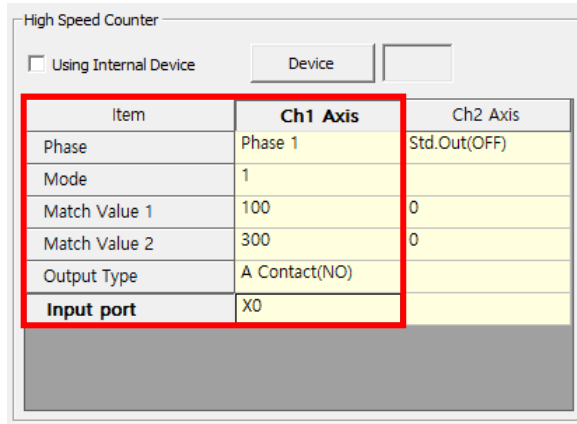 High Speed Counter
Using Internal Device Device
Item Ch1 Axis Ch2 Axis
Phase Phase 1 Std.Out(OFF)
Mode 1
Match Value 1 100 0
Match Value 2 300 0
Output Type A Contact(NO)
Input port X0